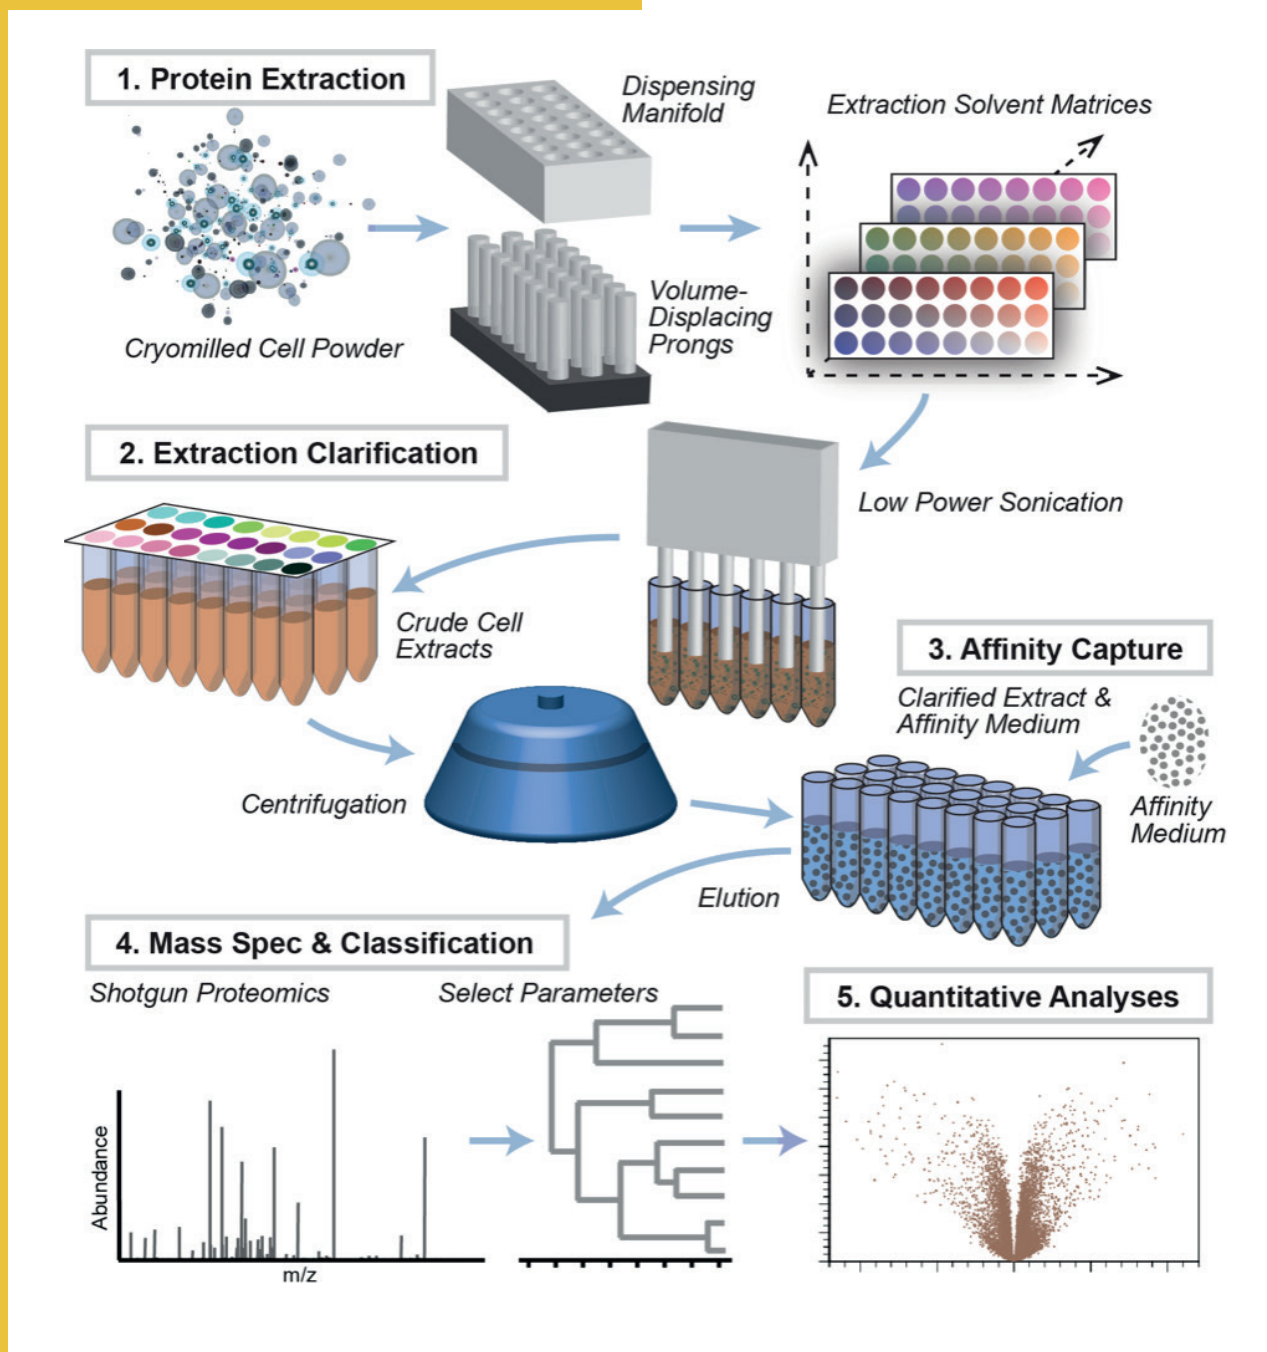 1. Protein Extraction
Dispensing
Manifold
Extraction Solvent Matrices
Volume-
Displacing
Prongs
Cryomilled Cell Powder
2. Extraction Clarification
Low Power Sonication
Crude Cell
Extracts
3. Affinity Capture
Clarified Extract &
Affinity Medium
Affinity
Medium
Centrifugation
Elution
4. Mass Spec & Classification
Shotgun Proteomics
Select Parameters
5. Quantitative Analyses
Abundance
m/z